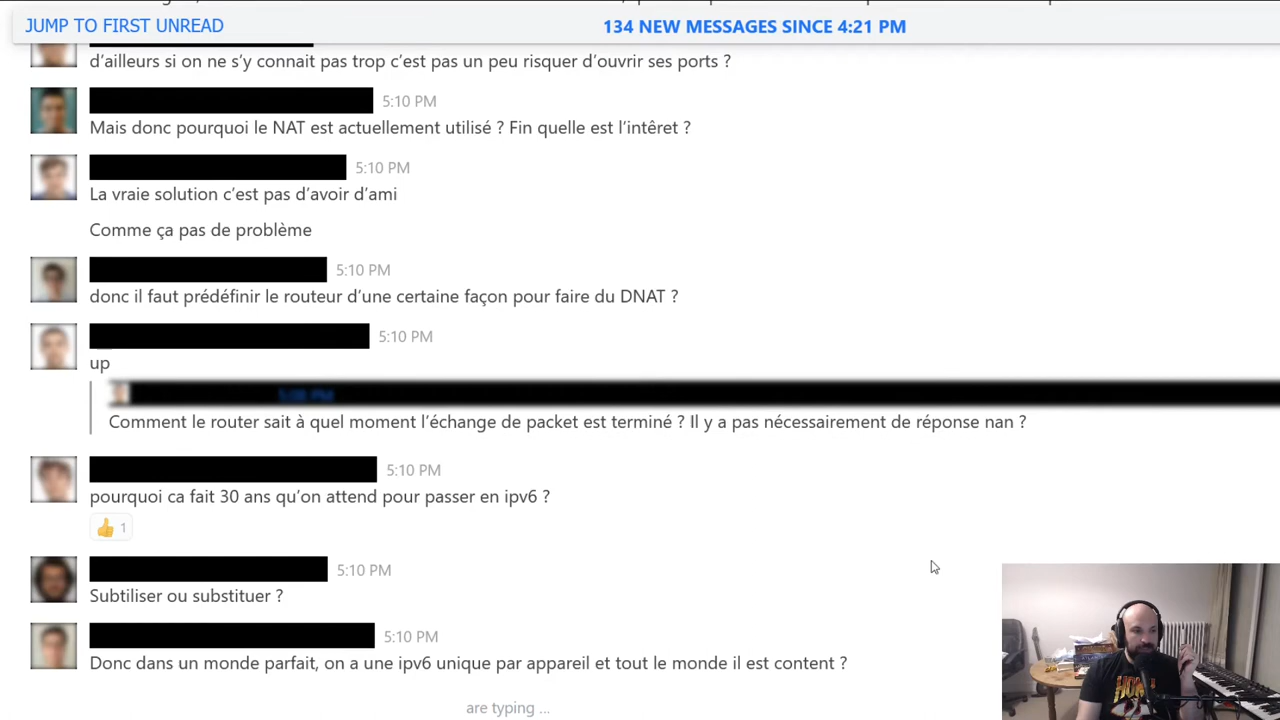 JUMP TO FIRST UNREAD
134 NEW MESSAGES SINCE 4:21 PM
d’ailleurs si on ne s’y connait pas trop c’est pas un peu risquer d’ouvrir ses ports ?
5:10 PM
Mais donc pourquoi le NAT est actuellement utilisé ? Fin quelle est l’intêret ?
5:10 PM
La vraie solution c’est pas d’avoir d’ami
Comme ça pas de problème
5:10 PM
donc il faut prédéfinir le routeur d’une certaine façon pour faire du DNAT ?
5:10 PM
up
Comment le router sait à quel moment l’échange de packet est terminé ? Il y a pas nécessairement de réponse nan ?
5:10 PM
pourquoi ca fait 30 ans qu’on attend pour passer en ipv6 ?
1
5:10 PM
Subtiliser ou substituer ?
5:10 PM
Donc dans un monde parfait, on a une ipv6 unique par appareil et tout le monde il est content ?
are typing ...